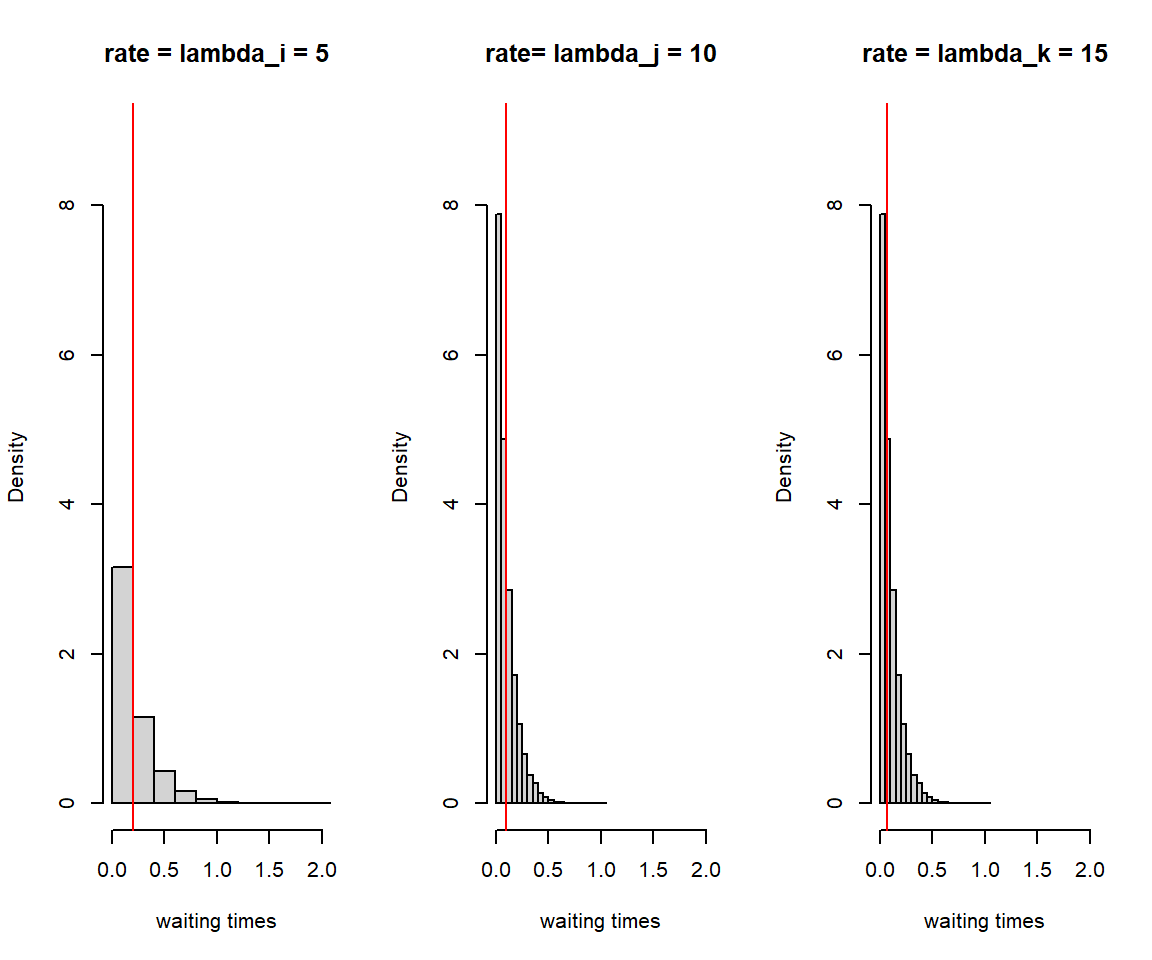 rate = lambda_i = 5
8
6
4
2
0
Density
0.0 0.5 1.0 1.5 2.0
waiting times
rate= lambda_j = 10
8
6
4
2
0
Density
0.0 0.5 1.0 1.5 2.0
waiting times
rate = lambda_k = 15
8
6
4
2
0
Density
0.0 0.5 1.0 1.5 2.0
waiting times